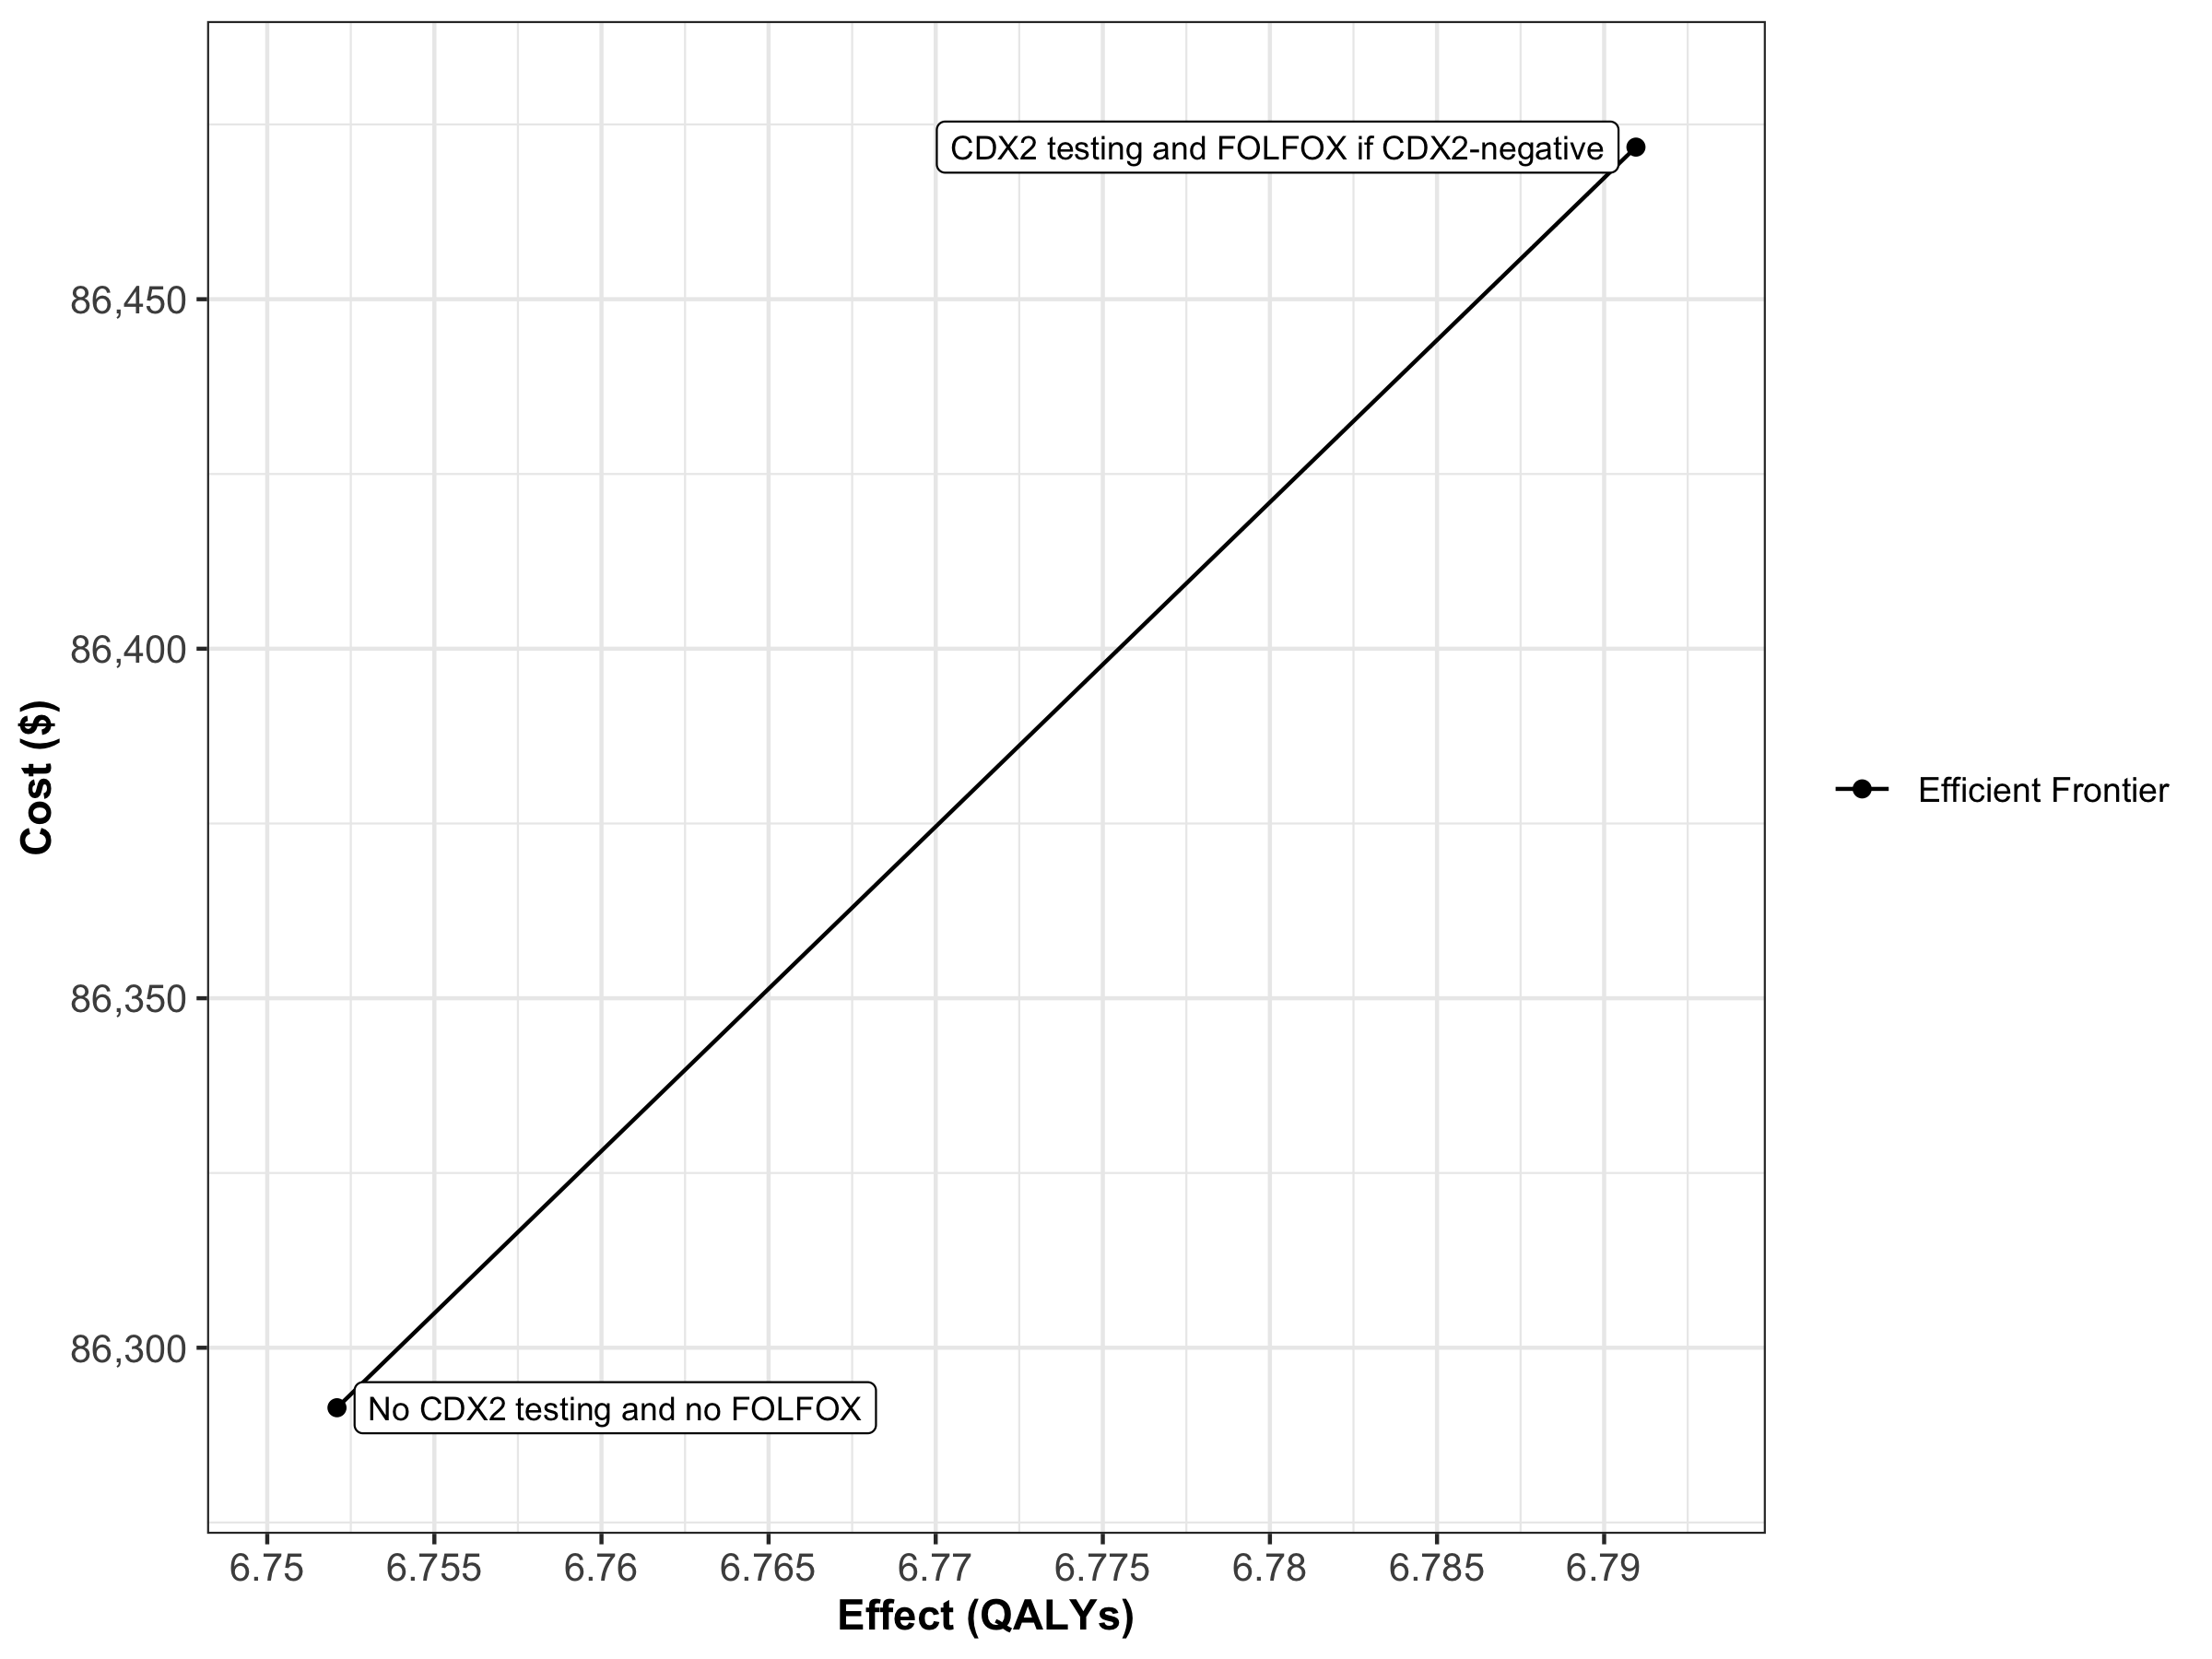 CDX2 testing and FOLFOX if CDX2-negative
86,450
86,400
Cost ($)
Efficient Frontier
86,350
86,300
No CDX2 testing and no FOLFOX
6.75 6.755 6.76 6.765 6.77 6.775 6.78 6.785 6.79
Effect (QALYs)